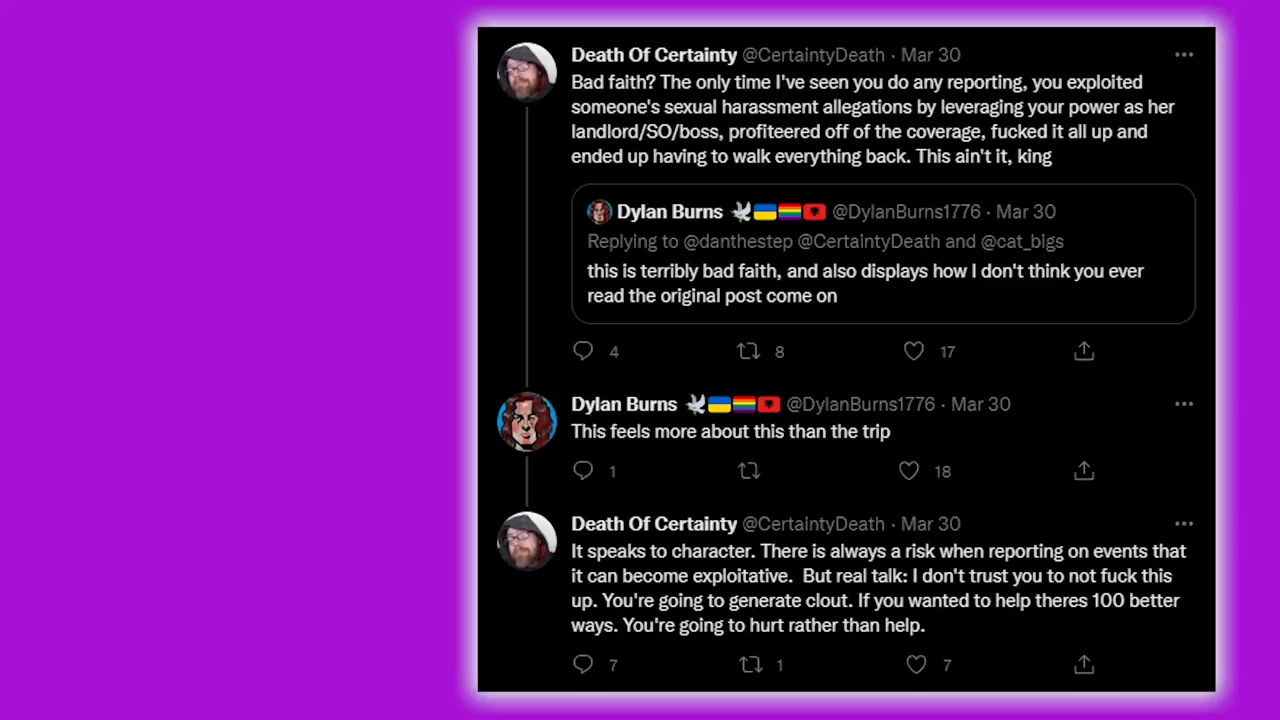 Death Of Certainty @CertaintyDeath · Mar 30
Bad faith? The only time I've seen you do any reporting, you exploited
someone's sexual harassment allegations by leveraging your power as her
landlord/SO/boss, profiteered off of the coverage, fucked it all up and
ended up having to walk everything back. This ain't it, king
Dylan Burns @DylanBurns1776 · Mar 30
Replying to @danthestep @CertaintyDeath and @cat_bigs
this is terribly bad faith, and also displays how I don't think you ever
read the original post come on
4 8 17
Dylan Burns @DylanBurns1776 · Mar 30
This feels more about this than the trip
1 18
Death Of Certainty @CertaintyDeath · Mar 30
It speaks to character. There is always a risk when reporting on events that
it can become exploitative. But real talk: I don't trust you to not fuck this
up. You're going to generate clout. If you wanted to help theres 100 better
ways. You're going to hurt rather than help.
7 1 7